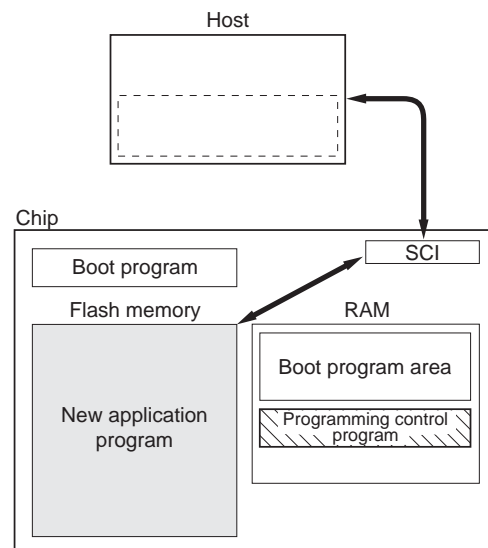 Host
Chip
SCI
Boot program
Flash memory
RAM
Boot program area
New application
program
Programming control
program